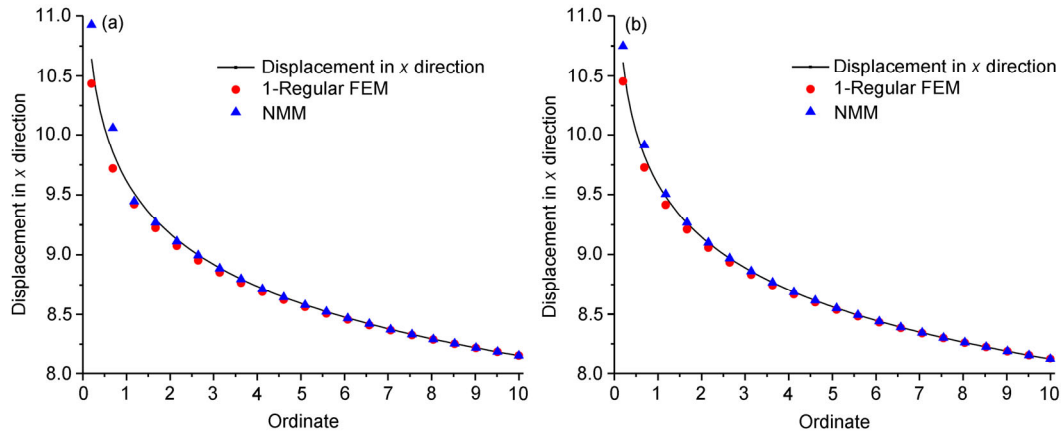 (a)
11.0
10.5
10.0
9.5
9.0
8.5
8.0
Displacement in x direction
Displacement in x direction
1-Regular FEM
NMM
0 1 2 3 4 5 6 7 8 9 10
Ordinate
(b)
11.0
10.5
10.0
9.5
9.0
8.5
8.0
Displacement in x direction
Displacement in x direction
1-Regular FEM
NMM
0 1 2 3 4 5 6 7 8 9 10
Ordinate